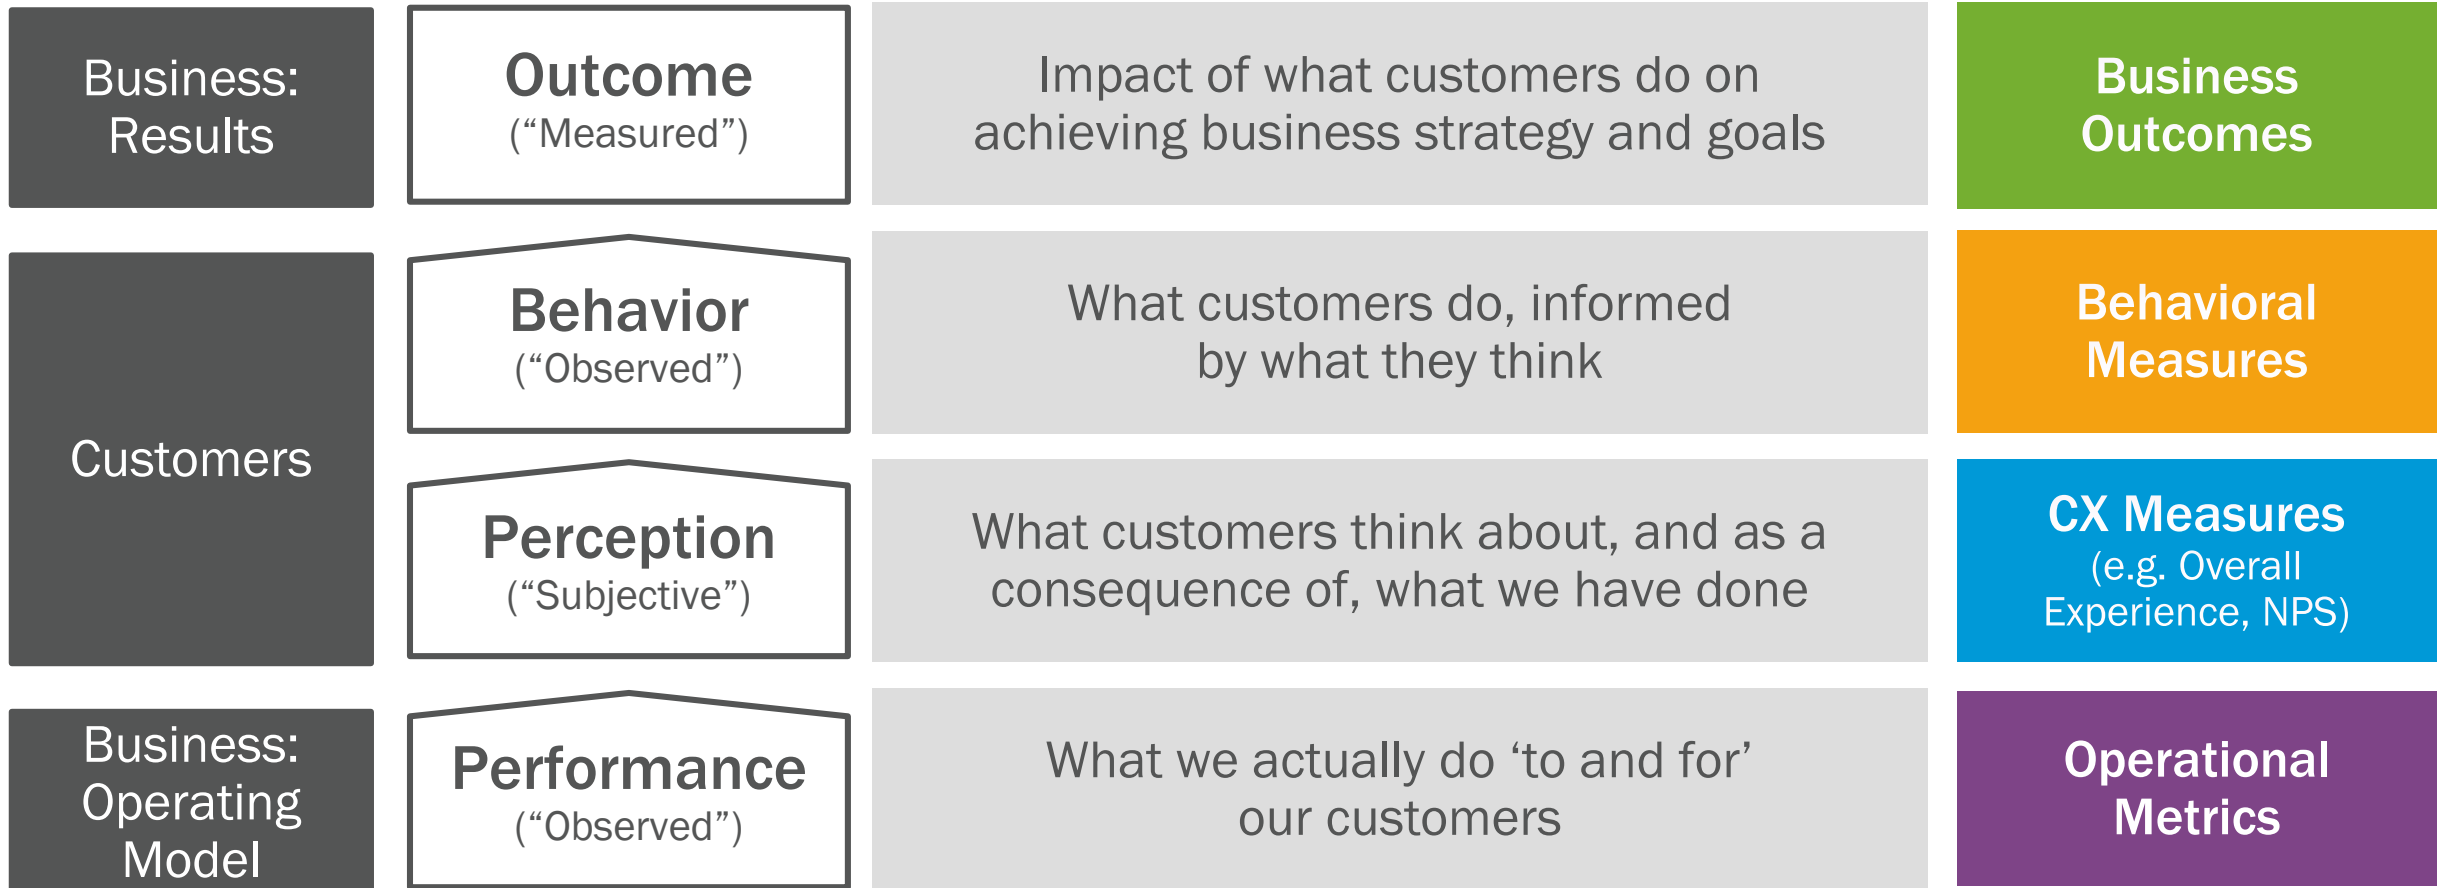 Business:
Results
Outcome
(“Measured”)
Impact of what customers do on
achieving business strategy and goals
Business
Outcomes
Customers
Behavior
(“Observed”)
What customers do, informed
by what they think
Behavioral
Measures
Perception
(“Subjective”)
What customers think about, and as a
consequence of, what we have done
CX Measures
(e.g. Overall
Experience, NPS)
Business:
Operating
Model
Performance
(“Observed”)
What we actually do ‘to and for’
our customers
Operational
Metrics